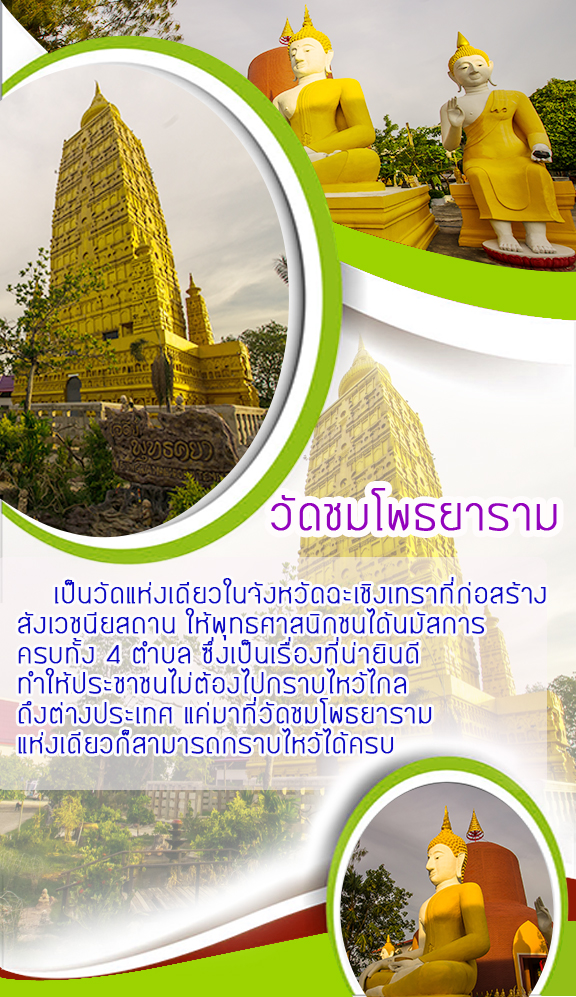 พุทธคยา
วัดชมโพธยาราม
เป็นวัดแห่งเดียวในจังหวัดฉะเชิงเทราที่ก่อสร้าง
สังเวชนียสถาน ให้พุทธศาสนิกชนได้นมัสการ
ครบทั้ง 4 ตำบล ซึ่งเป็นเรื่องที่น่ายินดี
ทำให้ประชาชนไม่ต้องไปกราบไหว้ไกล
ถึงต่างประเทศ แค่มาที่วัดชมโพธยาราม
แห่งเดียวก็สามารถกราบไหว้ได้ครบ